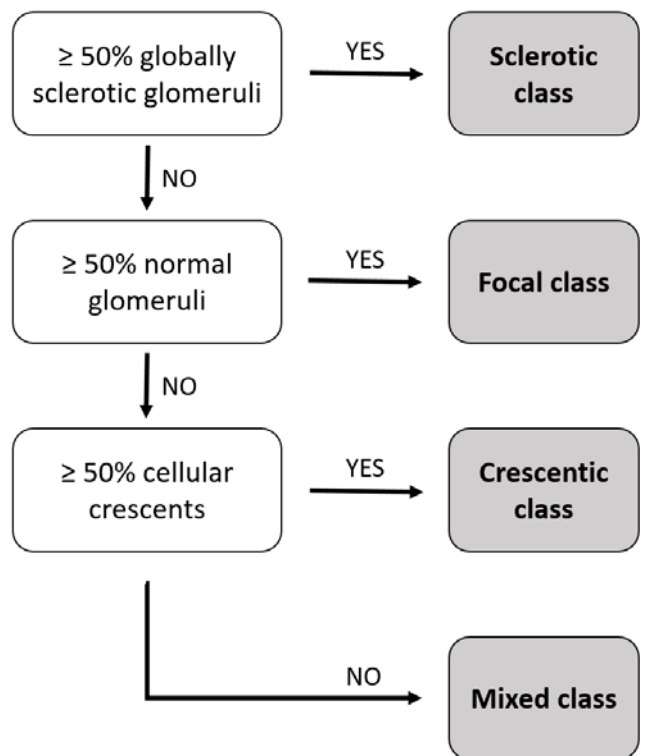 ≥ 50% globally
sclerotic glomeruli
YES
Sclerotic
class
NO
≥ 50% normal
glomeruli
YES
Focal class
NO
≥ 50% cellular
crescents
YES
Crescentic
class
NO
Mixed class